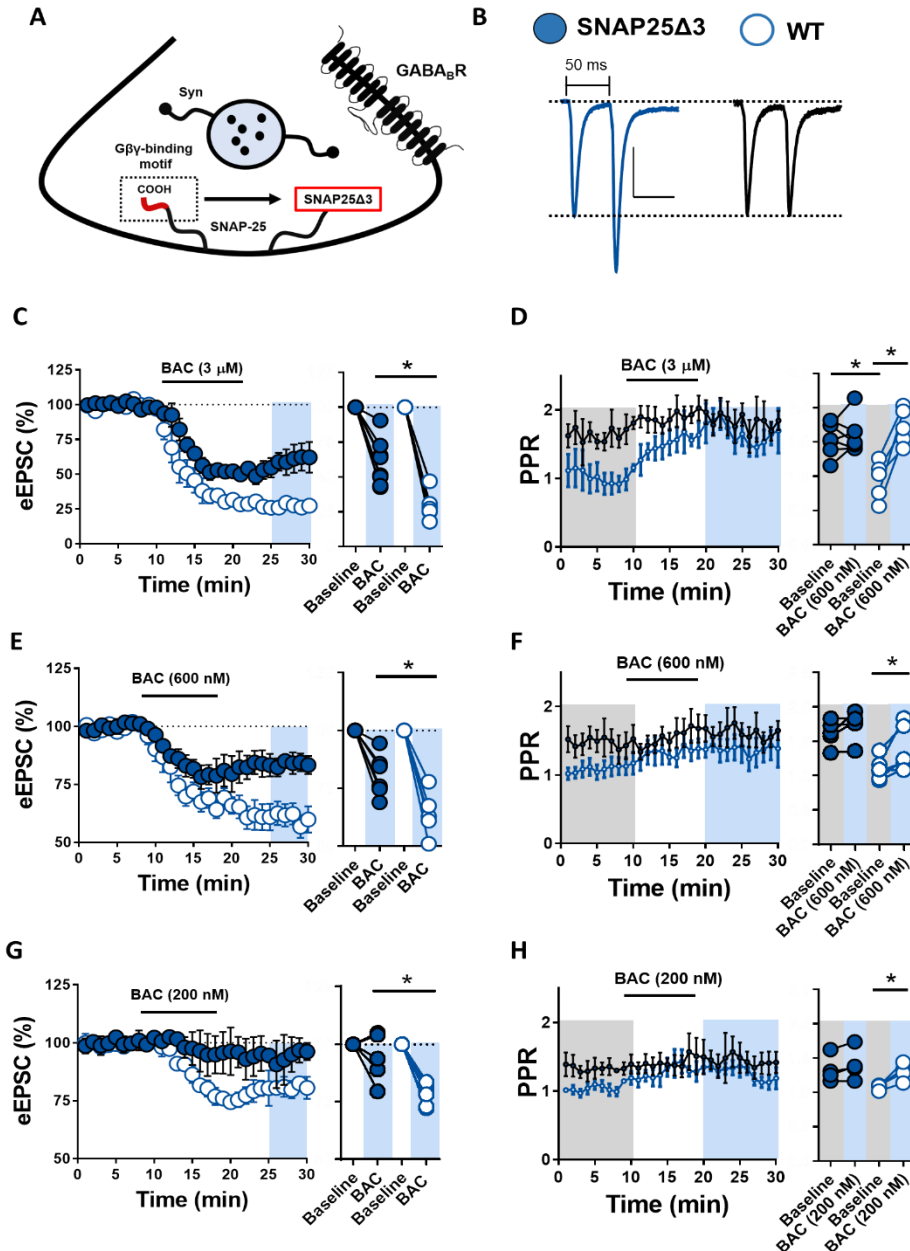 A
B
SNAP25Δ3
WT
GABA_BR
Syn
Gβγ-binding
motif
COOH
SNAP25Δ3
SNAP-25
50 ms
C
BAC (3 μM)
*
eEPSC (%)
125
100
75
50
25
0
0 5 10 15 20 25 30
Time (min)
Baseline
BAC
Baseline
BAC
D
BAC (3 μM)
*
*
PPR
2
1
0
0 5 10 15 20 25 30
Time (min)
Baseline
BAC (600 nM)
Baseline
BAC (600 nM)
E
BAC (600 nM)
*
eEPSC (%)
125
100
75
50
0 5 10 15 20 25 30
Time (min)
Baseline
BAC
Baseline
BAC
F
BAC (600 nM)
*
PPR
2
1
0
0 5 10 15 20 25 30
Time (min)
Baseline
BAC (600 nM)
Baseline
BAC (600 nM)
G
BAC (200 nM)
*
eEPSC (%)
125
100
75
50
0 5 10 15 20 25 30
Time (min)
Baseline
BAC
Baseline
BAC
H
BAC (200 nM)
*
PPR
2
1
0
0 5 10 15 20 25 30
Time (min)
Baseline
BAC (200 nM)
Baseline
BAC (200 nM)